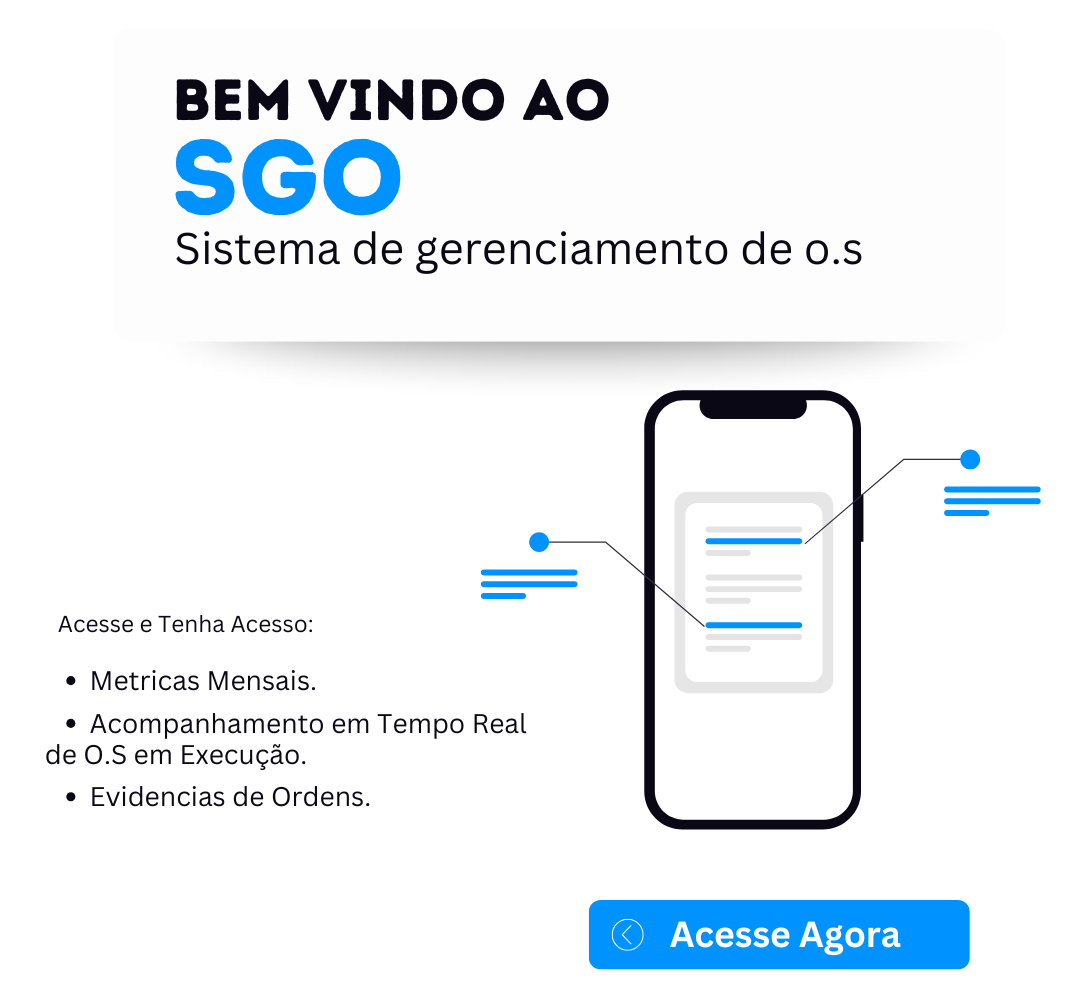 BEM VINDO AO
SGO
Sistema de gerenciamento de o.s
Acesse e Tenha Acesso:
• Metricas Mensais.
• Acompanhamento em Tempo Real
de O.S em Execução.
• Evidencias de Ordens.
Acesse Agora